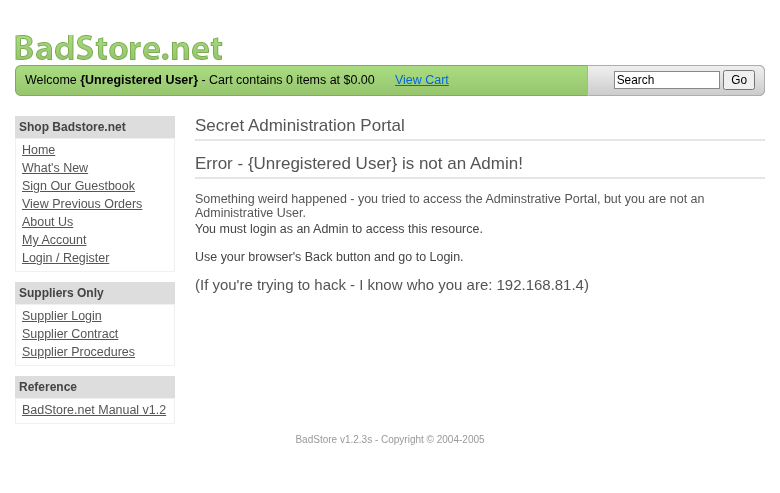 BadStore.net
Welcome {Unregistered User} - Cart contains 0 items at $0.00 View Cart
Search Go
Shop Badstore.net
Home
What's New
Sign Our Guestbook
View Previous Orders
About Us
My Account
Login / Register
Suppliers Only
Supplier Login
Supplier Contract
Supplier Procedures
Reference
BadStore.net Manual v1.2
Secret Administration Portal
Error - {Unregistered User} is not an Admin!
Something weird happened - you tried to access the Adminstrative Portal, but you are not an
Administrative User.
You must login as an Admin to access this resource.
Use your browser's Back button and go to Login.
(If you're trying to hack - I know who you are: 192.168.81.4)
BadStore v1.2.3s - Copyright © 2004-2005